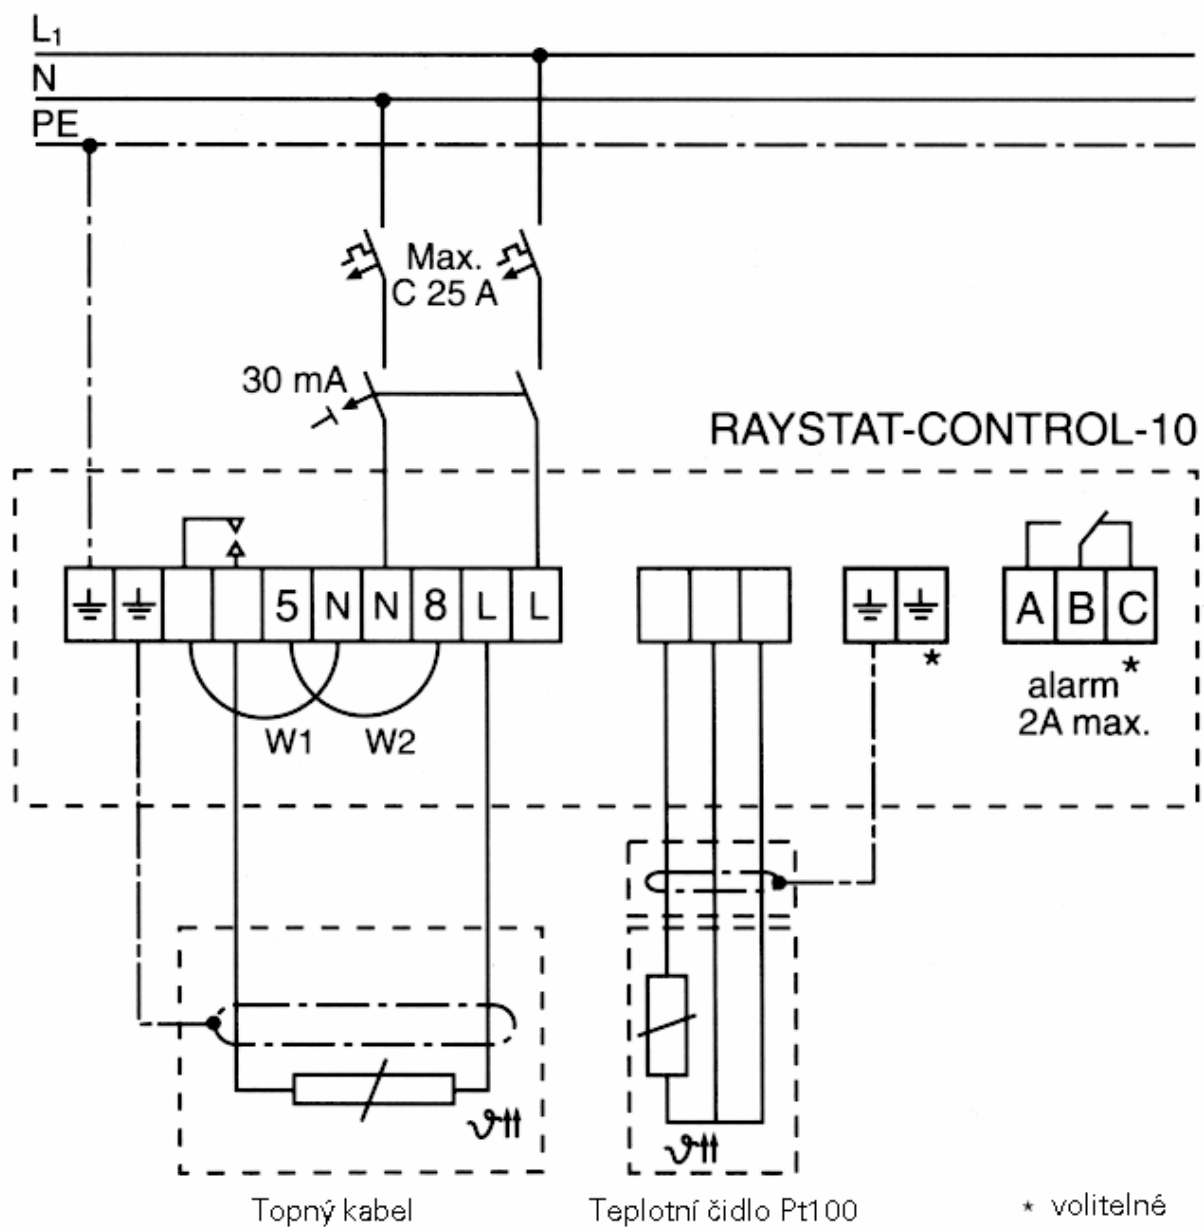 L1
N
PE
Max.
C 25 A
30 mA
RAYSTAT-CONTROL-10
5 N N 8 L L
A B C
*
*
alarm
2A max.
W1 W2
ϑ
ϑ
Topný kabel
Teplotní čidlo Pt100
* volitelné